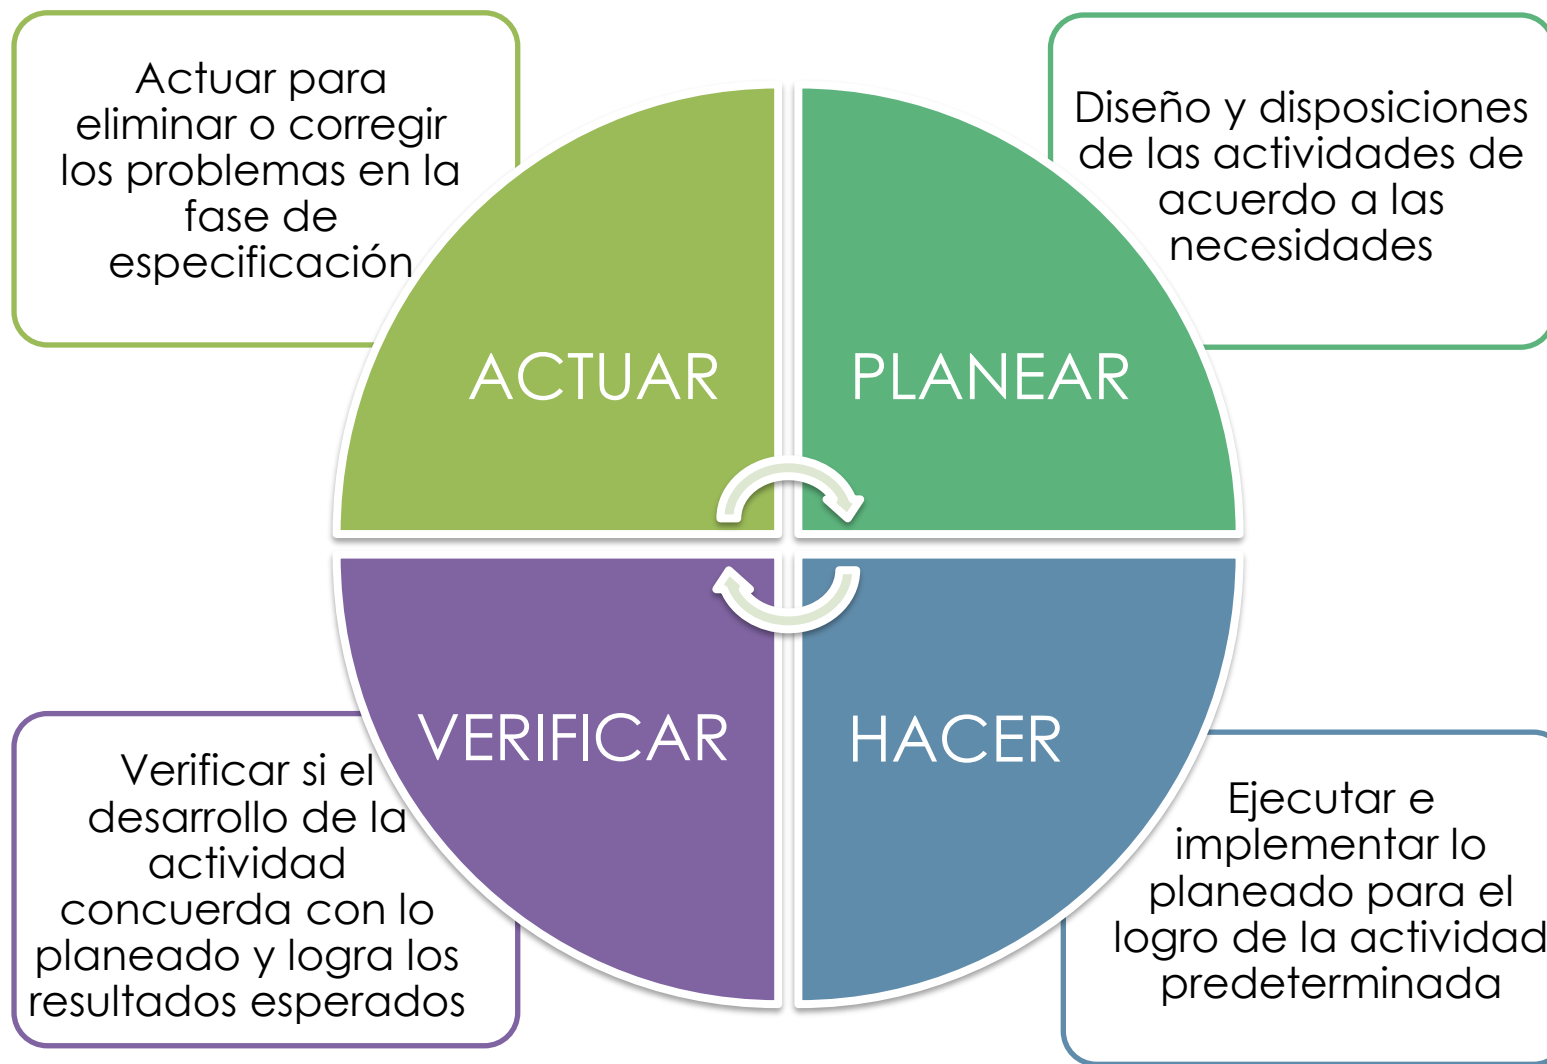 Actuar para
eliminar o corregir
los problemas en la
fase de
especificación
Diseño y disposiciones
de las actividades de
acuerdo a las
necesidades
ACTUAR
PLANEAR
VERIFICAR
HACER
Verificar si el
desarrollo de la
actividad
concuerda con lo
planeado y logra los
resultados esperados
Ejecutar e
implementar lo
planeado para el
logro de la actividad
predeterminada